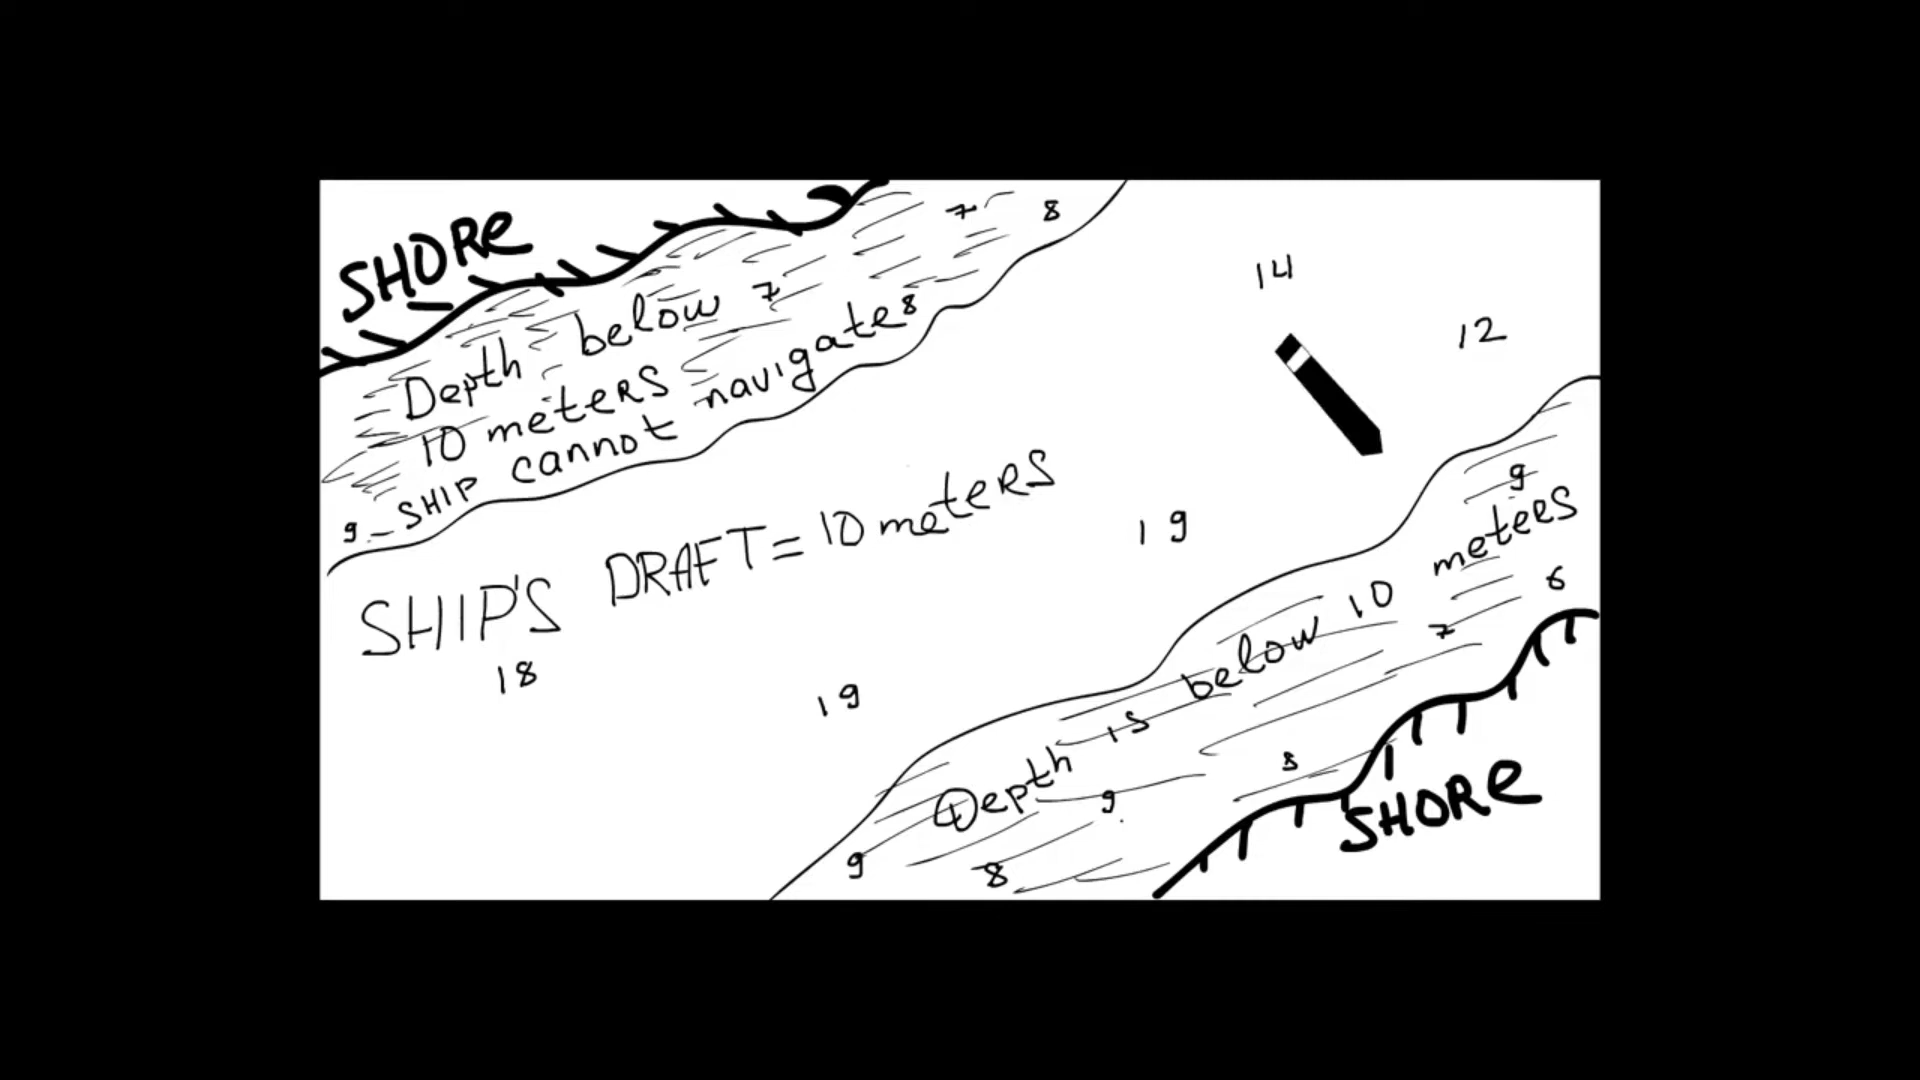 SHORe
7 8
Depth below 7
10 meteRS
9 - SHIP cannot navigate 8
14
12
SHIP'S DRAFT = 10 meteRS
18
19
19
9
Depth is below 10 meteRS
6
7
8
9
9
8
SHORe